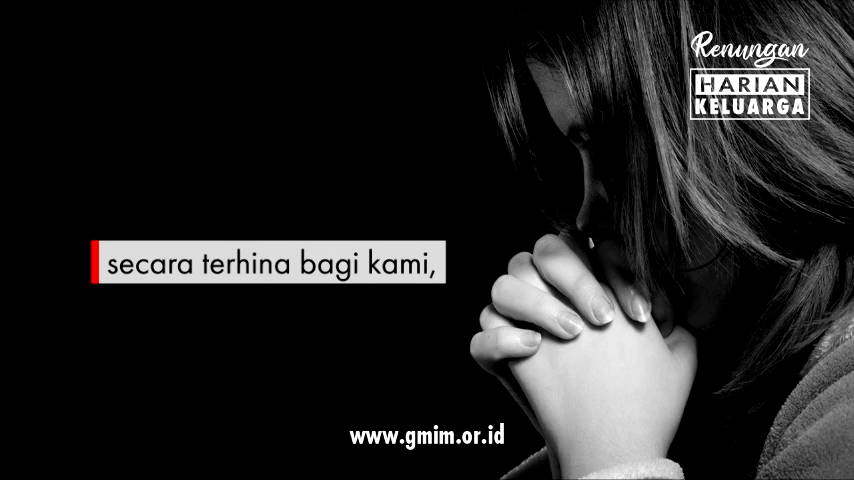 Renungan
HARIAN
KELUARGA
secara terhina bagi kami,
www.gmim.or.id